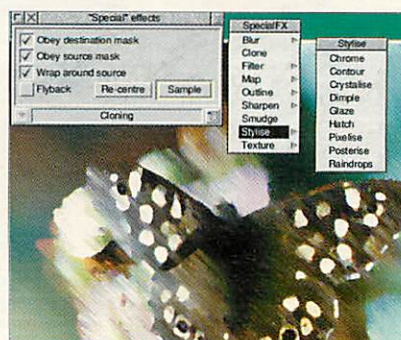 "Special" effects
Obey destination mask
Obey source mask
Wrap around source
Flyback Re-centre Sample
Cloning
SpecialFX
Blur
Clone
Filter
Map
Outline
Sharpen
Smudge
Stylise
Texture
Stylise
Chrome
Contour
Crystalise
Dimple
Glaze
Hatch
Pixelise
Posterise
Raindrops